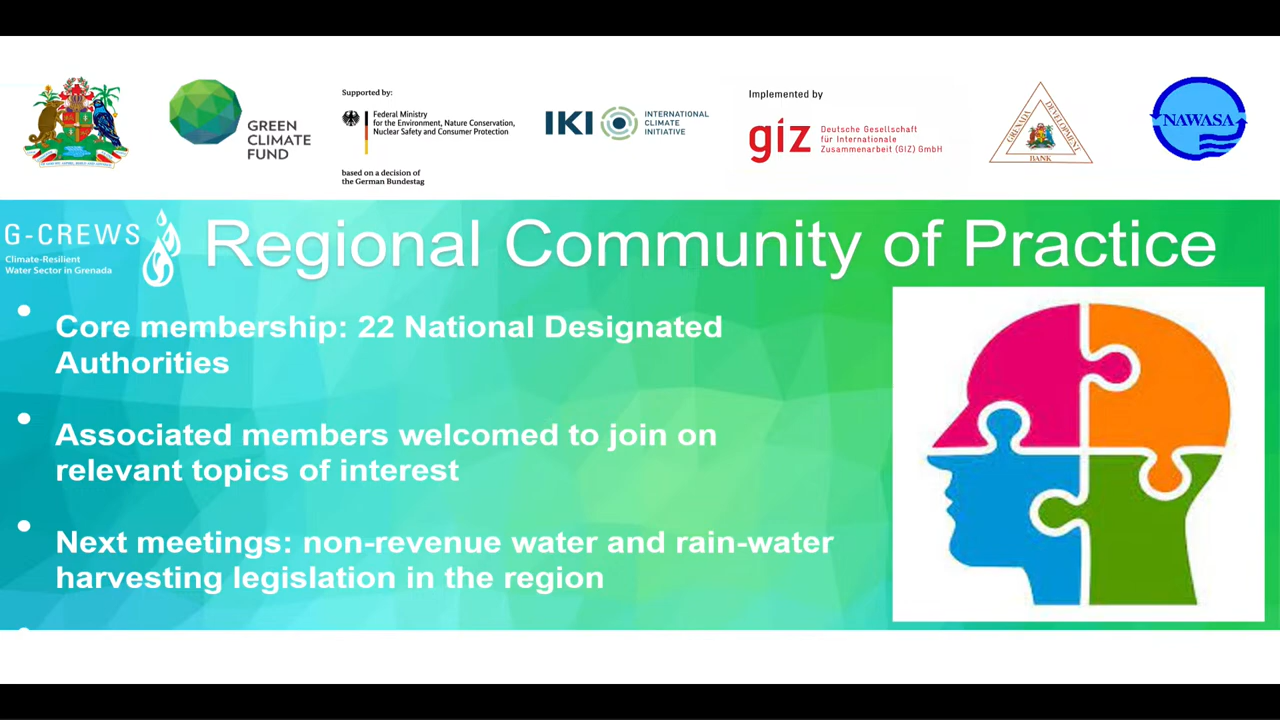 GREEN
CLIMATE
FUND
Supported by:
Federal Ministry
for the Environment, Nature Conservation,
Nuclear Safety and Consumer Protection
based on a decision of
the German Bundestag
IKI
INTERNATIONAL
CLIMATE
INITIATIVE
Implemented by
giz
Deutsche Gesellschaft
für Internationale
Zusammenarbeit (GIZ) GmbH
GRENADA
DEVELOPMENT
BANK
NAWASA
G-CREWS
Climate-Resilient
Water Sector in Grenada
Regional Community of Practice
• Core membership: 22 National Designated
Authorities
• Associated members welcomed to join on
relevant topics of interest
• Next meetings: non-revenue water and rain-water
harvesting legislation in the region